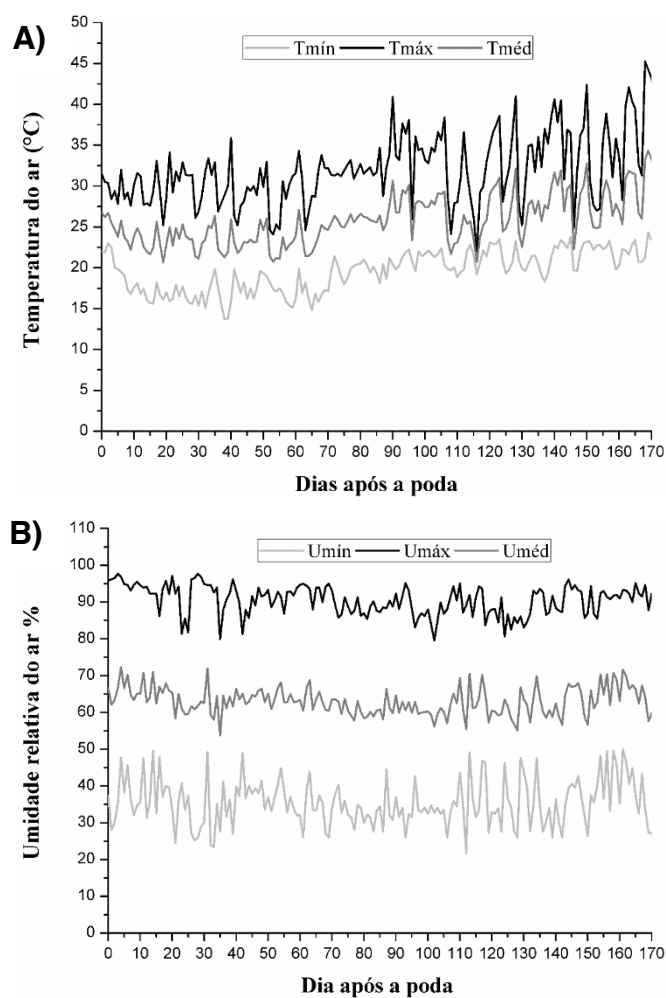 A)
Temperatura do ar (°C)
50
45
40
35
30
25
20
15
10
5
0
Tmín Tmáx Tméd
0 10 20 30 40 50 60 70 80 90 100 110 120 130 140 150 160 170
Dias após a poda
B)
Umidade relativa do ar %
110
100
90
80
70
60
50
40
30
20
10
0
Umín Umáx Uméd
0 10 20 30 40 50 60 70 80 90 100 110 120 130 140 150 160 170
Dia após a poda